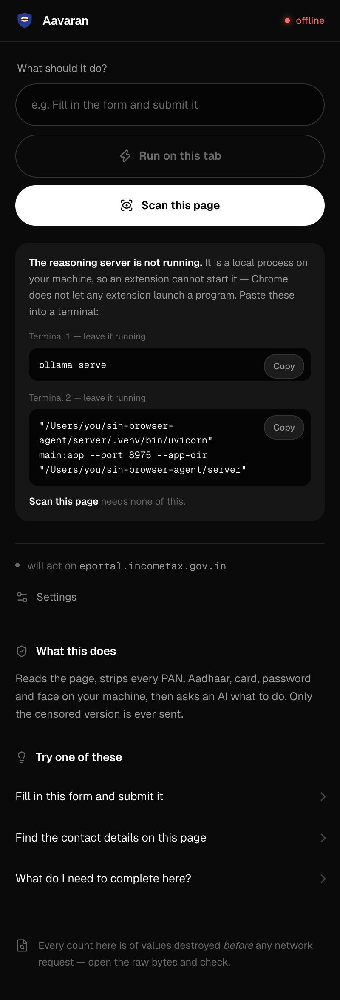 Aavaran
offline
What should it do?
e.g. Fill in the form and submit it
Run on this tab
Scan this page
The reasoning server is not running. It is a local process on
your machine, so an extension cannot start it — Chrome
does not let any extension launch a program. Paste these
into a terminal:
Terminal 1 — leave it running
ollama serve
Copy
Terminal 2 — leave it running
"/Users/you/sih-browser-
agent/server/.venv/bin/uvicorn"
main:app --port 8975 --app-dir
"/Users/you/sih-browser-agent/server"
Copy
Scan this page needs none of this.
will act on eportal.incometax.gov.in
Settings
What this does
Reads the page, strips every PAN, Aadhaar, card, password
and face on your machine, then asks an AI what to do. Only
the censored version is ever sent.
Try one of these
Fill in this form and submit it
Find the contact details on this page
What do I need to complete here?
Every count here is of values destroyed before any network
request — open the raw bytes and check.